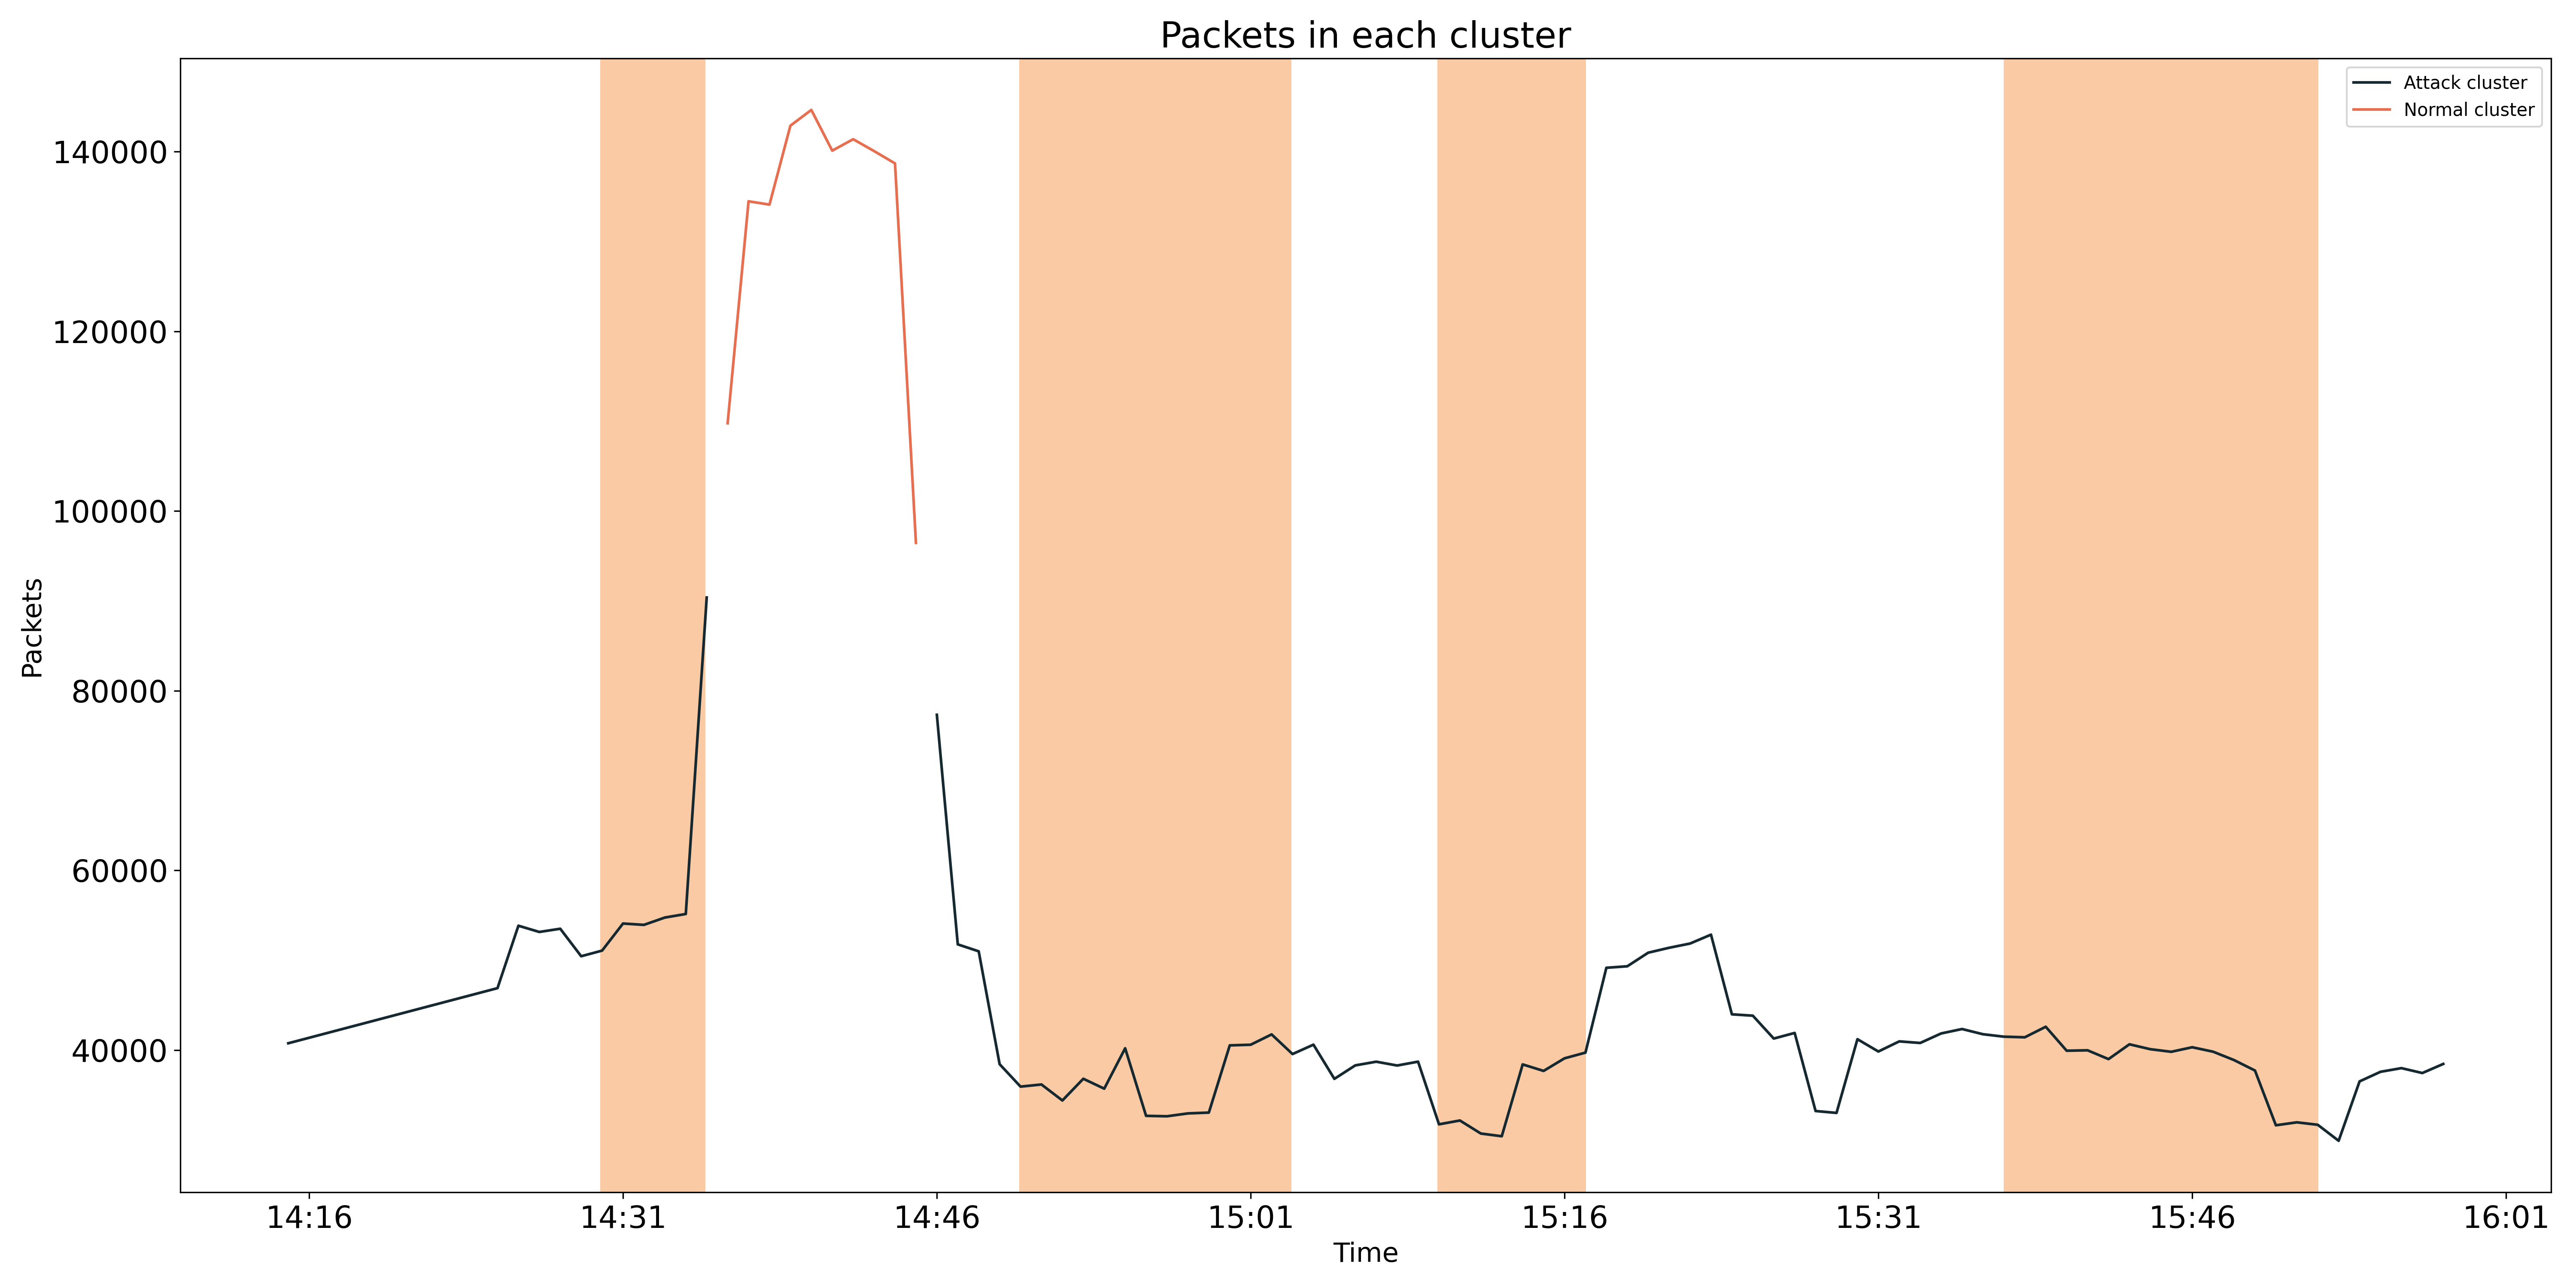 Packets in each cluster
Attack cluster
Normal cluster
140000
120000
100000
80000
60000
40000
Packets
14:16 14:31 14:46 15:01 15:16 15:31 15:46 16:01
Time